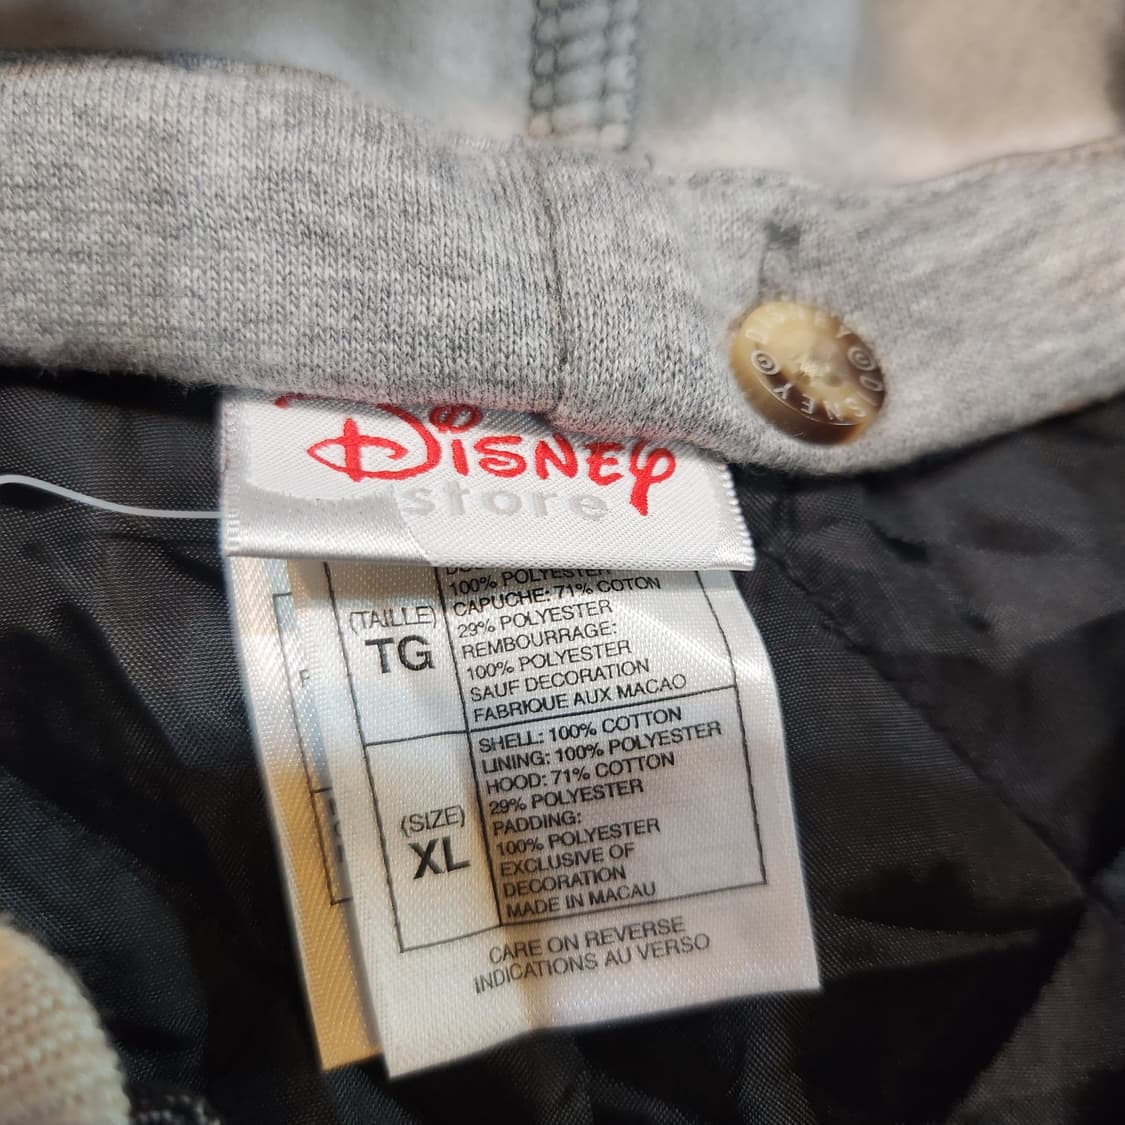 DISNEY
store
100% POLYESTER
CAPUCHE: 71% COTON
29% POLYESTER
REMBOURRAGE:
100% POLYESTER
SAUF DECORATION
FABRIQUE AUX MACAO
(TAILLE)
TG
SHELL: 100% COTTON
LINING: 100% POLYESTER
HOOD: 71% COTTON
29% POLYESTER
PADDING:
100% POLYESTER
EXCLUSIVE OF
DECORATION
MADE IN MACAU
(SIZE)
XL
CARE ON REVERSE
INDICATIONS AU VERSO